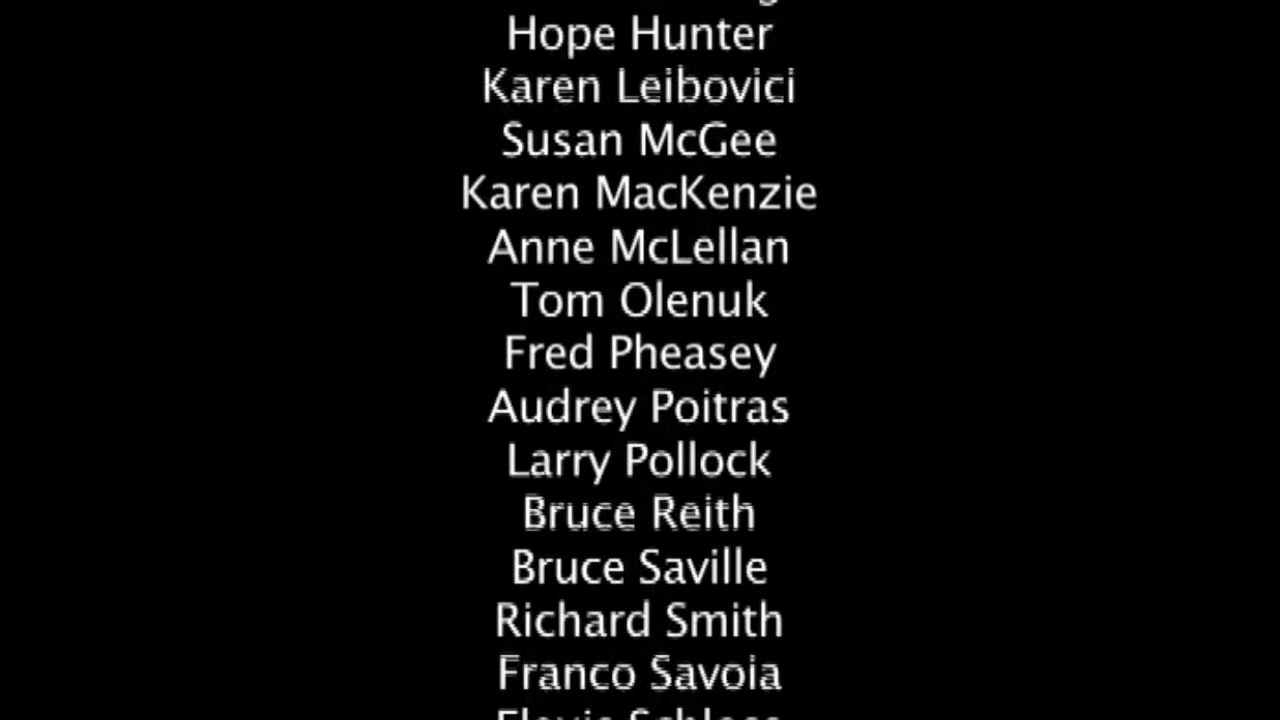 Hope Hunter
Karen Leibovici
Susan McGee
Karen MacKenzie
Anne McLellan
Tom Olenuk
Fred Pheasey
Audrey Poitras
Larry Pollock
Bruce Reith
Bruce Saville
Richard Smith
Franco Savoia